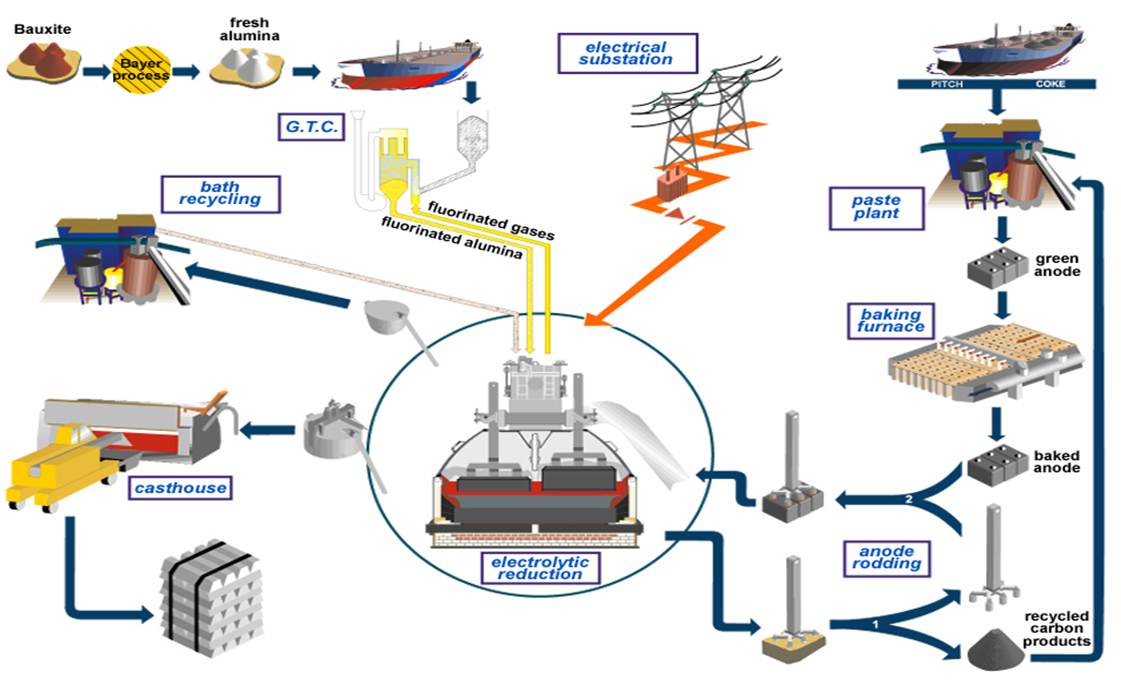 Bauxite
Bayer
process
fresh
alumina
electrical
substation
PITCH
COKE
G.T.C.
bath
recycling
fluorinated gases
fluorinated alumina
paste
plant
green
anode
baking
furnace
baked
anode
casthouse
2
electrolytic
reduction
anode
rodding
1
recycled
carbon
products